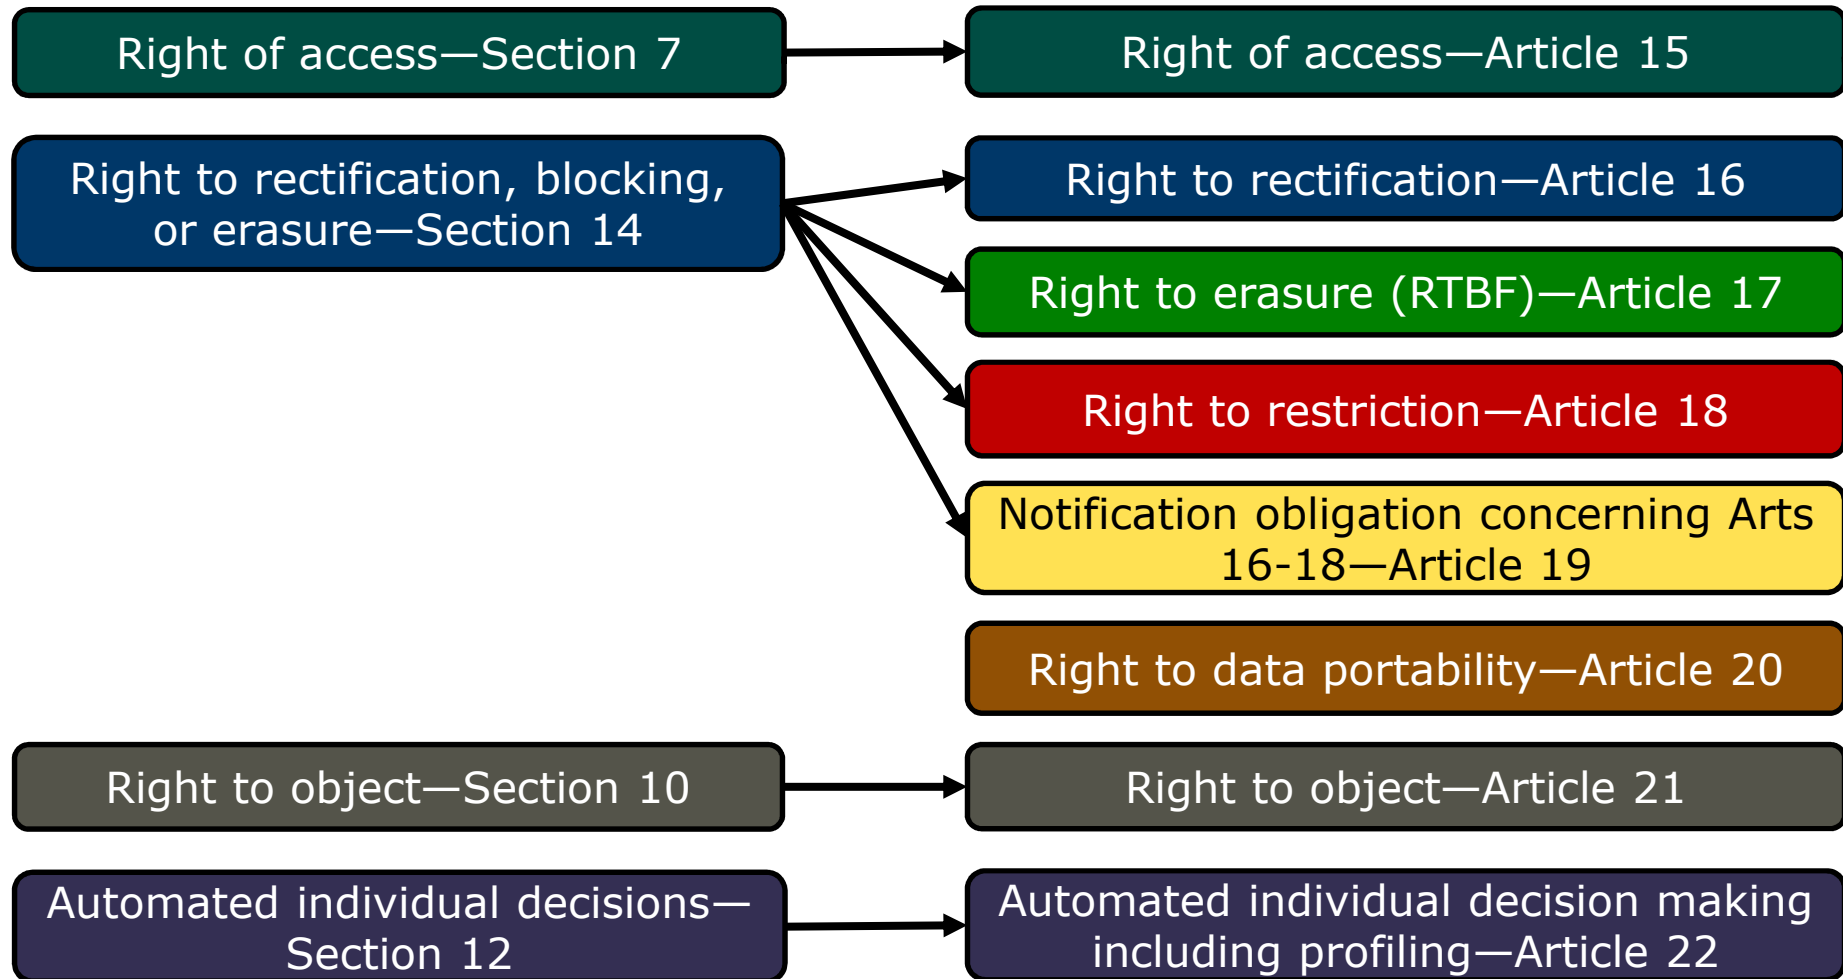 Right of access—Section 7
Right of access—Article 15
Right to rectification, blocking,
or erasure—Section 14
Right to rectification—Article 16
Right to erasure (RTBF)—Article 17
Right to restriction—Article 18
Notification obligation concerning Arts
16-18—Article 19
Right to data portability—Article 20
Right to object—Section 10
Right to object—Article 21
Automated individual decisions—
Section 12
Automated individual decision making
including profiling—Article 22